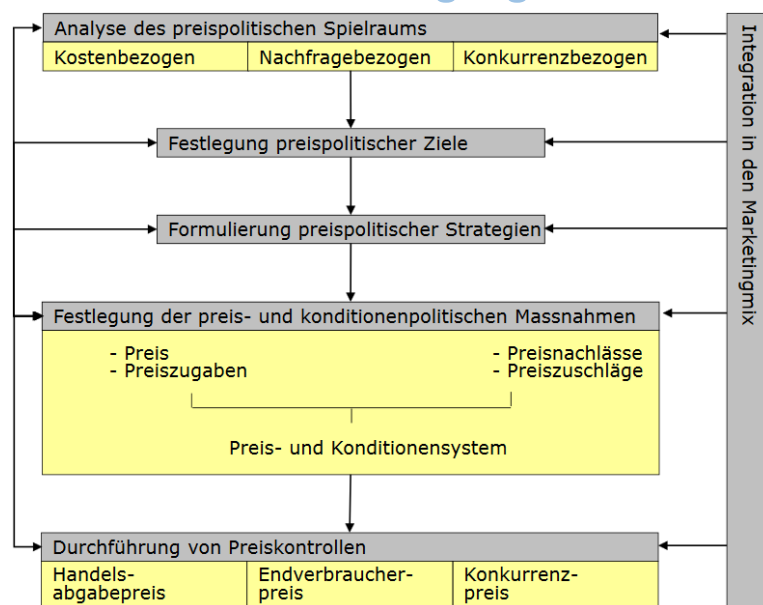 Analyse des preispolitischen Spielraums
Kostenbezogen
Nachfragebezogen
Konkurrenzbezogen
Festlegung preispolitischer Ziele
Formulierung preispolitischer Strategien
Festlegung der preis- und konditionenpolitischen Massnahmen
- Preis
- Preiszugaben
- Preisnachlässe
- Preiszuschläge
Preis- und Konditionensystem
Durchführung von Preiskontrollen
Handels-
abgabepreis
Endverbraucher-
preis
Konkurrenz-
preis
Integration in den Marketingmix